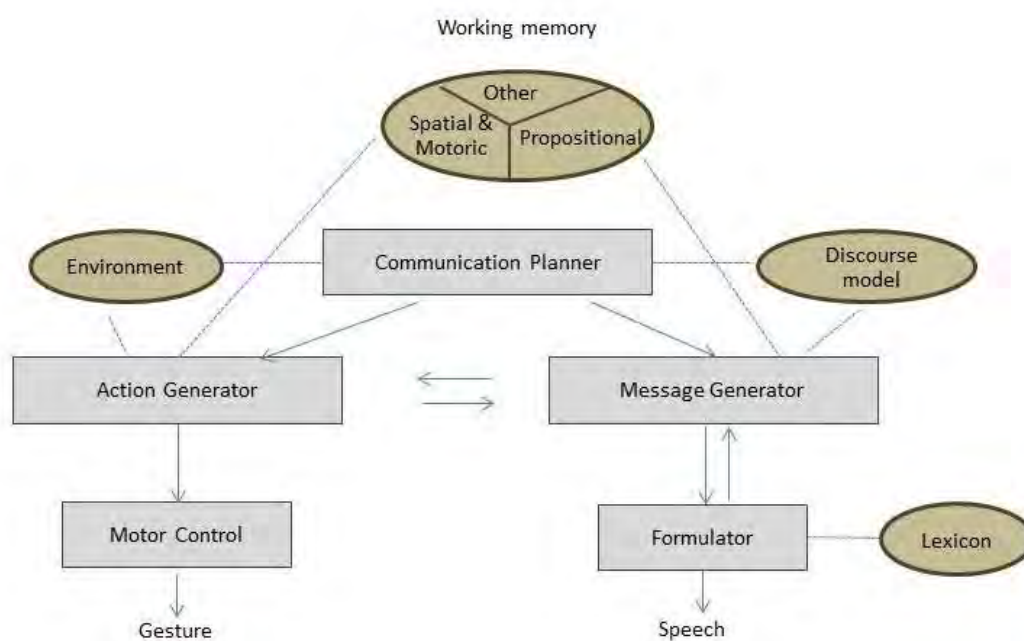 Working memory
Other
Spatial &
Motoric
Propositional
Environment
Communication Planner
Discourse
model
Action Generator
Message Generator
Motor Control
Formulator
Lexicon
Gesture
Speech